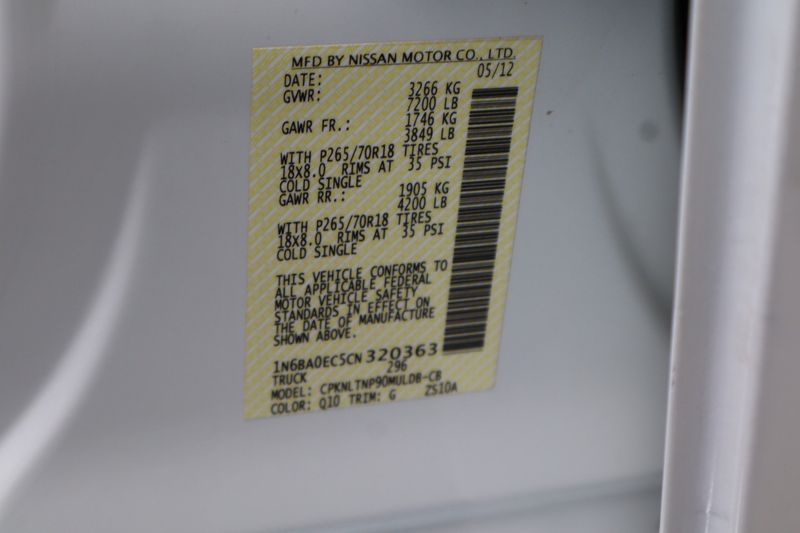 MFD BY NISSAN MOTOR CO., LTD.
DATE: 05/12
GVWR: 3266 KG
7200 LB
GAWR FR.: 1746 KG
3849 LB
WITH P265/70R18 TIRES
18x8.0 RIMS AT 35 PSI
COLD SINGLE
GAWR RR.: 1905 KG
4200 LB
WITH P265/70R18 TIRES
18x8.0 RIMS AT 35 PSI
COLD SINGLE
THIS VEHICLE CONFORMS TO
ALL APPLICABLE FEDERAL
MOTOR VEHICLE SAFETY
STANDARDS IN EFFECT ON
THE DATE OF MANUFACTURE
SHOWN ABOVE.
1N6BA0EC5CN320363
TRUCK 296
MODEL: CPKNLTNP90MULDB-CB
COLOR: Q10 TRIM: G ZS10A